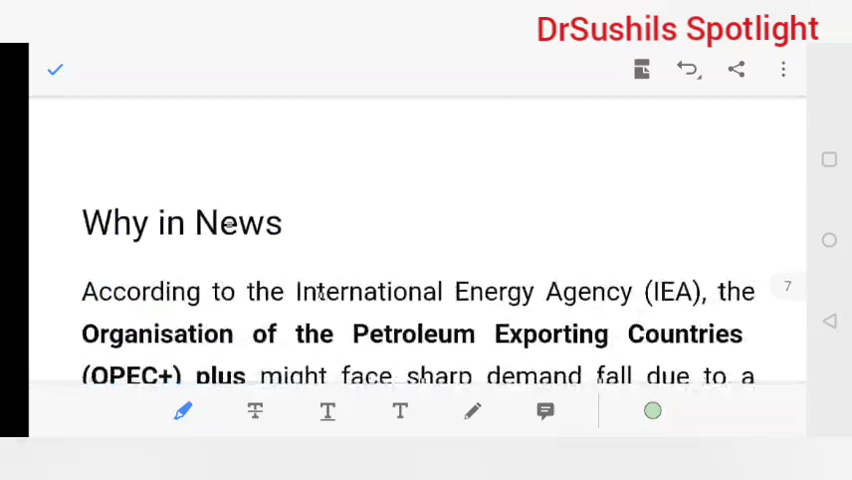 DrSushils Spotlight
Why in News
According to the International Energy Agency (IEA), the
7
Organisation of the Petroleum Exporting Countries
(OPEC+) plus might face sharp demand fall due to a